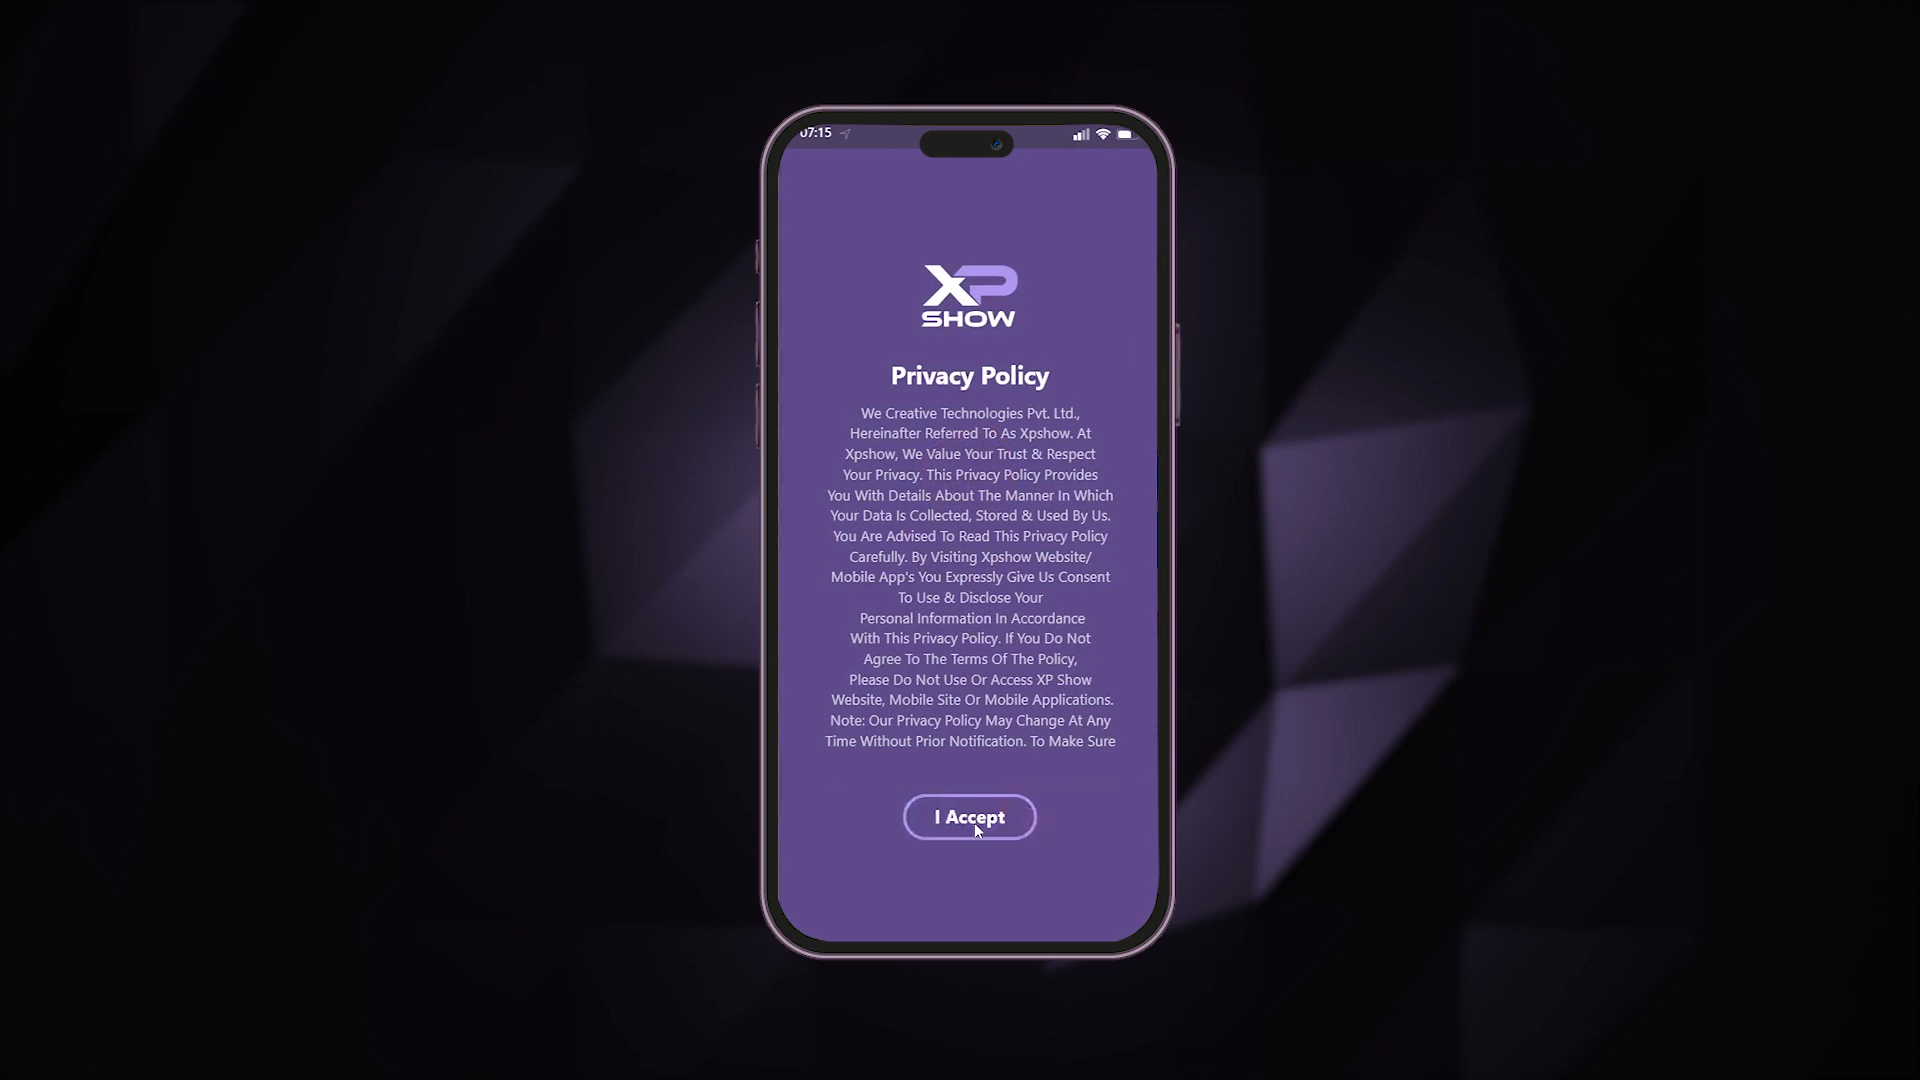 07:15
XP
SHOW
Privacy Policy
We Creative Technologies Pvt. Ltd.,
Hereinafter Referred To As Xpshow. At
Xpshow, We Value Your Trust & Respect
Your Privacy. This Privacy Policy Provides
You With Details About The Manner In Which
Your Data Is Collected, Stored & Used By Us.
You Are Advised To Read This Privacy Policy
Carefully. By Visiting Xpshow Website/
Mobile App's You Expressly Give Us Consent
To Use & Disclose Your
Personal Information In Accordance
With This Privacy Policy. If You Do Not
Agree To The Terms Of The Policy,
Please Do Not Use Or Access XP Show
Website, Mobile Site Or Mobile Applications.
Note: Our Privacy Policy May Change At Any
Time Without Prior Notification. To Make Sure
I Accept